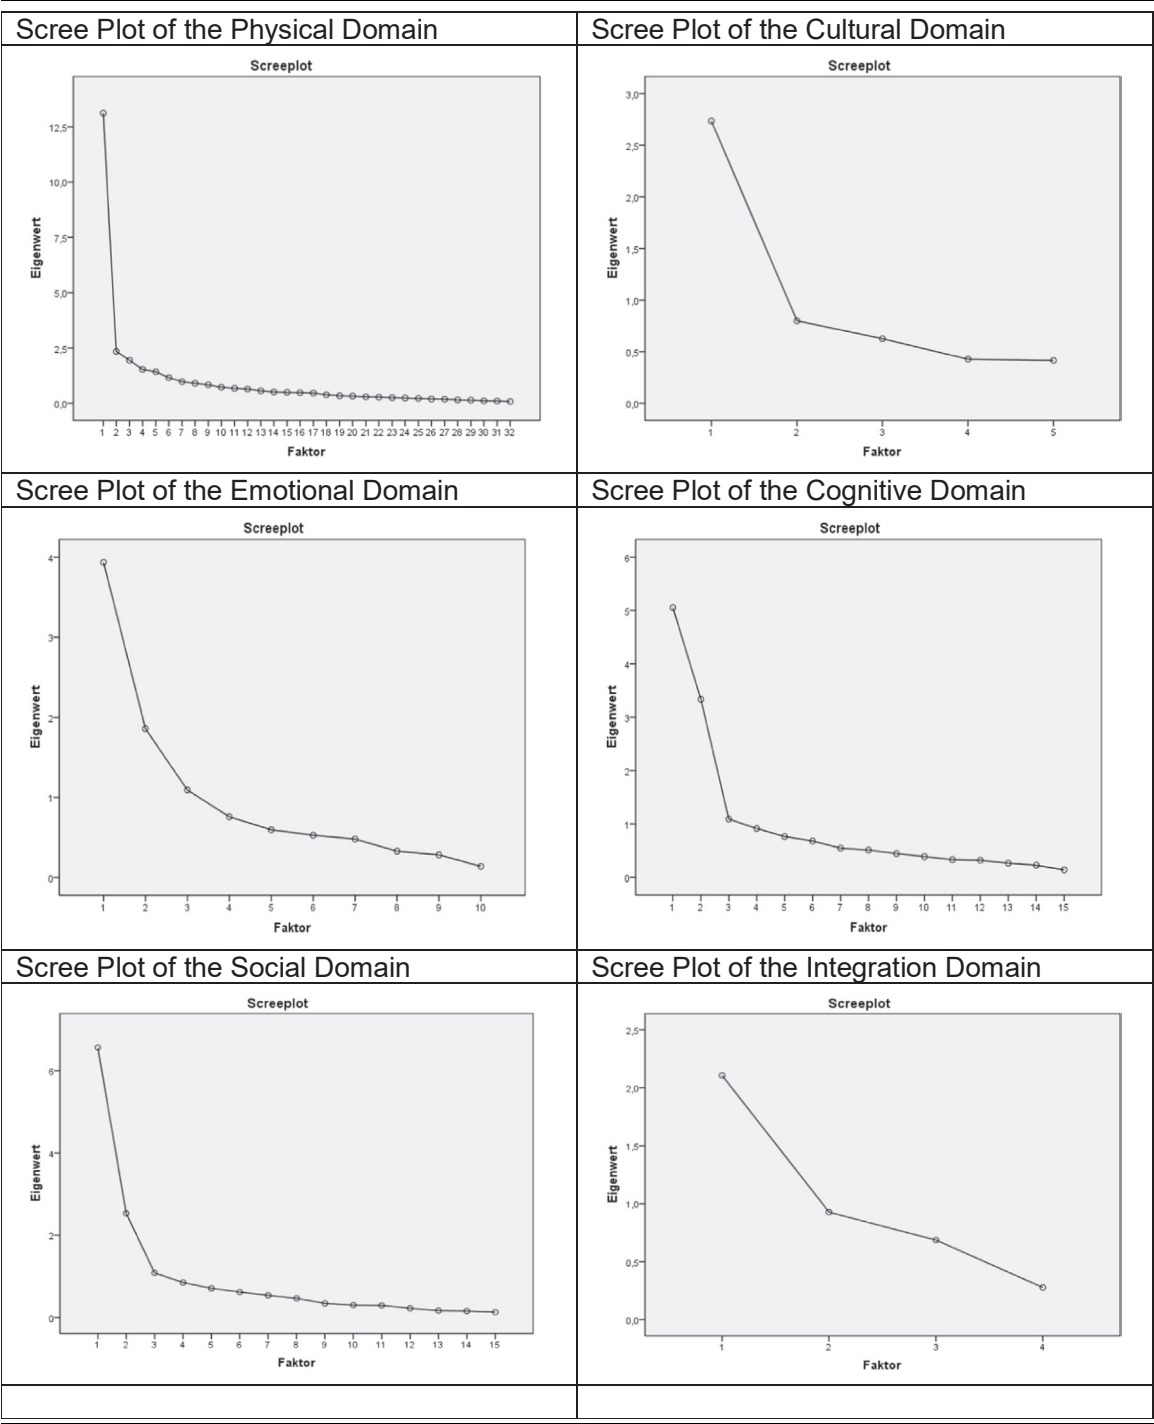 Scree Plot of the Physical Domain
Screeplot
Eigenwert
12,5
10,0
7,5
5,0
2,5
0,0
1 2 3 4 5 6 7 8 9 10 11 12 13 14 15 16 17 18 19 20 21 22 23 24 25 26 27 28 29 30 31 32
Faktor
Scree Plot of the Cultural Domain
Screeplot
Eigenwert
3,0
2,5
2,0
1,5
1,0
0,5
0,0
1 2 3 4 5
Faktor
Scree Plot of the Emotional Domain
Screeplot
Eigenwert
4
3
2
1
0
1 2 3 4 5 6 7 8 9 10
Faktor
Scree Plot of the Cognitive Domain
Screeplot
Eigenwert
6
5
4
3
2
1
0
1 2 3 4 5 6 7 8 9 10 11 12 13 14 15
Faktor
Scree Plot of the Social Domain
Screeplot
Eigenwert
6
4
2
0
1 2 3 4 5 6 7 8 9 10 11 12 13 14 15
Faktor
Scree Plot of the Integration Domain
Screeplot
Eigenwert
2,5
2,0
1,5
1,0
0,5
0,0
1 2 3 4
Faktor